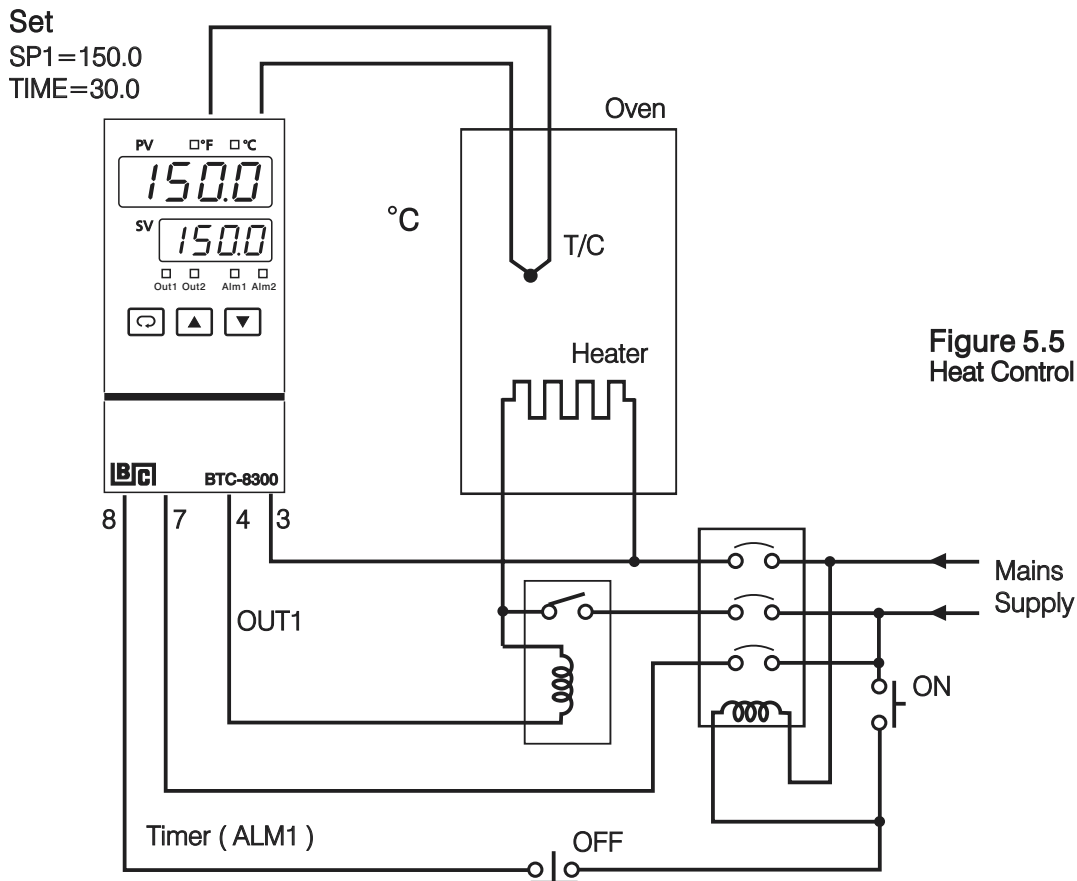 Set
SP1=150.0
TIME=30.0
Oven
PV °F °C
150.0
SV 150.0
Out1 Out2 Alm1 Alm2
°C
T/C
Heater
Figure 5.5
Heat Control
BC BTC-8300
8 7 4 3
Mains
Supply
OUT1
ON
Timer ( ALM1 )
OFF